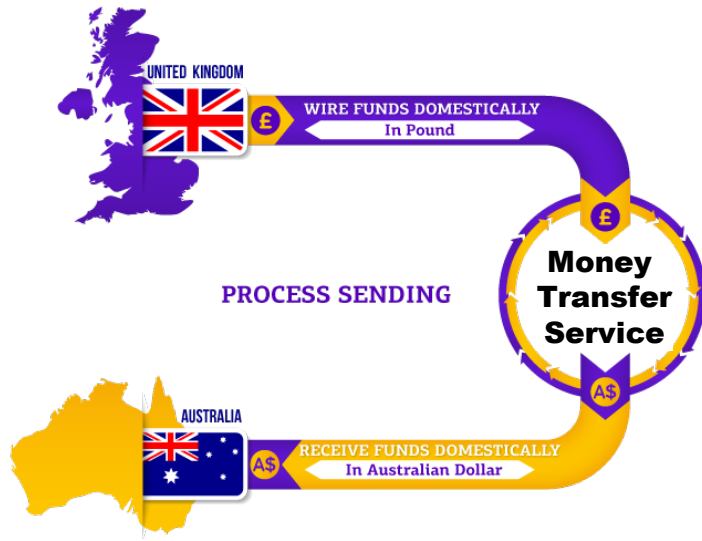 UNITED KINGDOM
£
WIRE FUNDS DOMESTICALLY
In Pound
£
Money
Transfer
Service
PROCESS SENDING
A$
AUSTRALIA
A$
RECEIVE FUNDS DOMESTICALLY
In Australian Dollar